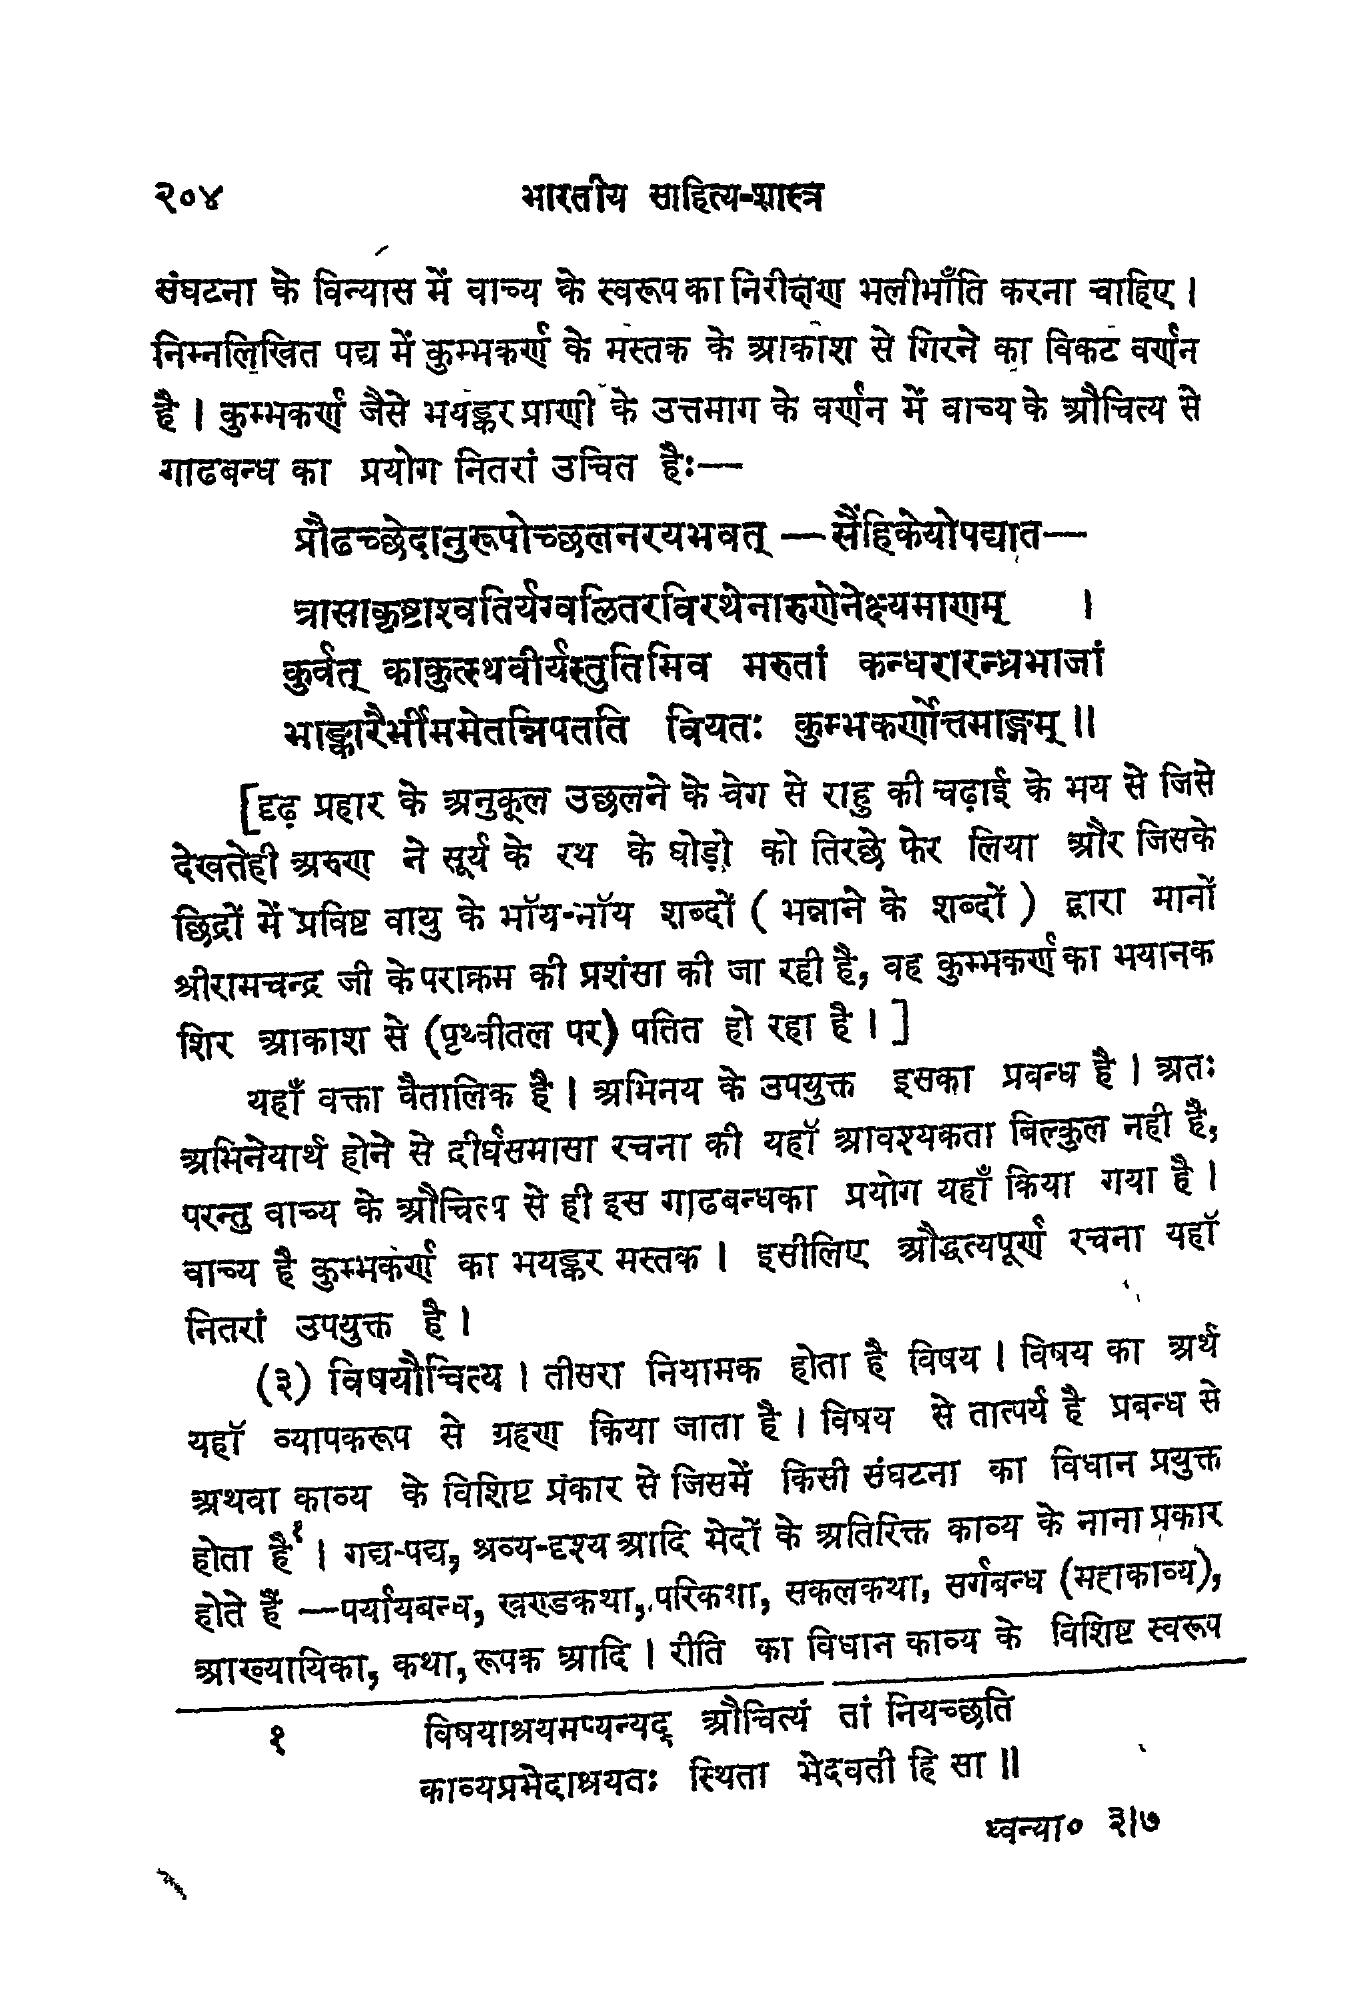 २०४ भारतीय साहित्य-शास्त्र
संघटना के विन्यास में वाच्य के स्वरूप का निरीक्षण भलीभाँति करना चाहिए ।
निम्नलिखित पद्य में कुम्भकर्ण के मस्तक के आकाश से गिरने का विकट वर्णन
है । कुम्भकर्ण जैसे भयङ्कर प्राणी के उत्तमाग के वर्णन में वाच्य के औचित्य से
गाढबन्ध का प्रयोग नितरां उचित है:—
प्रौढच्छेदानुरूपोच्छलनरयभवत् —सैंहिकेयोपद्यात—
त्रासाकृष्टाश्वतिर्यग्वलितरविरथेनारुणेनेक्ष्यमाणम् ।
कुर्वत् काकुत्स्थवीर्यस्तुतिमिव मरुतां कन्धरारन्ध्रभाजां
भाङ्कारैर्भीममेतन्निपतति वियतः कुम्भकर्णोत्तमाङ्गम् ॥
[दृढ़ प्रहार के अनुकूल उछलने के वेग से राहु की चढ़ाई के भय से जिसे
देखतेही अरुण ने सूर्य के रथ के घोड़ो को तिरछे फेर लिया और जिसके
छिद्रों में प्रविष्ट वायु के भॉय-भॉय शब्दों ( भन्नाने के शब्दों ) द्वारा मानों
श्रीरामचन्द्र जी के पराक्रम की प्रशंसा की जा रही है, वह कुम्भकर्ण का भयानक
शिर आकाश से (पृथ्वीतल पर) पतित हो रहा है । ]
यहाँ वक्ता वैतालिक है । अभिनय के उपयुक्त इसका प्रबन्ध है । अतः
अभिनेयार्थ होने से दीर्घसमासा रचना की यहॉ आवश्यकता बिल्कुल नही है,
परन्तु वाच्य के औचित्य से ही इस गाढबन्धका प्रयोग यहाँ किया गया है ।
वाच्य है कुम्भकर्ण का भयङ्कर मस्तक । इसीलिए औद्धत्यपूर्ण रचना यहॉ
नितरां उपयुक्त है ।
(३) विषयौचित्य । तीसरा नियामक होता है विषय । विषय का अर्थ
यहॉ व्यापकरूप से ग्रहण किया जाता है । विषय से तात्पर्य है प्रबन्ध से
अथवा काव्य के विशिष्ट प्रकार से जिसमें किसी संघटना का विधान प्रयुक्त
होता है१ । गद्य-पद्य, श्रव्य-दृश्य आदि भेदों के अतिरिक्त काव्य के नाना प्रकार
होते हैं —पर्यायबन्ध, खण्डकथा, परिकथा, सकलकथा, सर्गबन्ध (महाकाव्य),
आख्यायिका, कथा, रूपक आदि । रीति का विधान काव्य के विशिष्ट स्वरूप
१ विषयाश्रयमप्यन्यद् औचित्यं तां नियच्छति
काव्यप्रभेदाश्रयतः स्थिता भेदवती हि सा ॥
ध्वन्या० ३।७